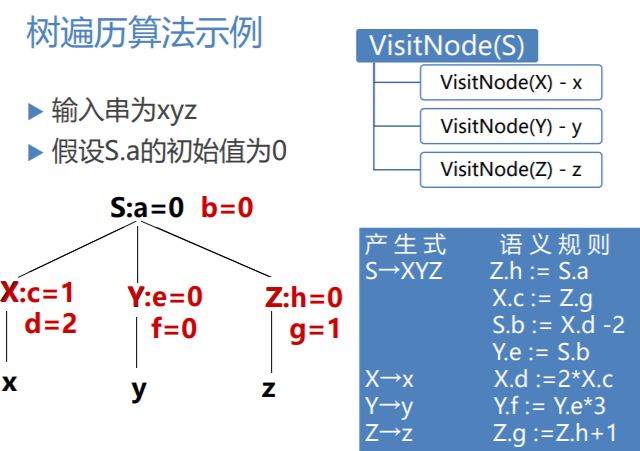 树遍历算法示例
输入串为xyz
假设S.a的初始值为0
VisitNode(S)
VisitNode(X) - x
VisitNode(Y) - y
VisitNode(Z) - z
S:a=0 b=0
X:c=1 Y:e=0 Z:h=0
d=2 f=0 g=1
x y z
产生式 语义规则
S→XYZ Z.h := S.a
X.c := Z.g
S.b := X.d -2
Y.e := S.b
X→x X.d :=2*X.c
Y→y Y.f := Y.e*3
Z→z Z.g :=Z.h+1